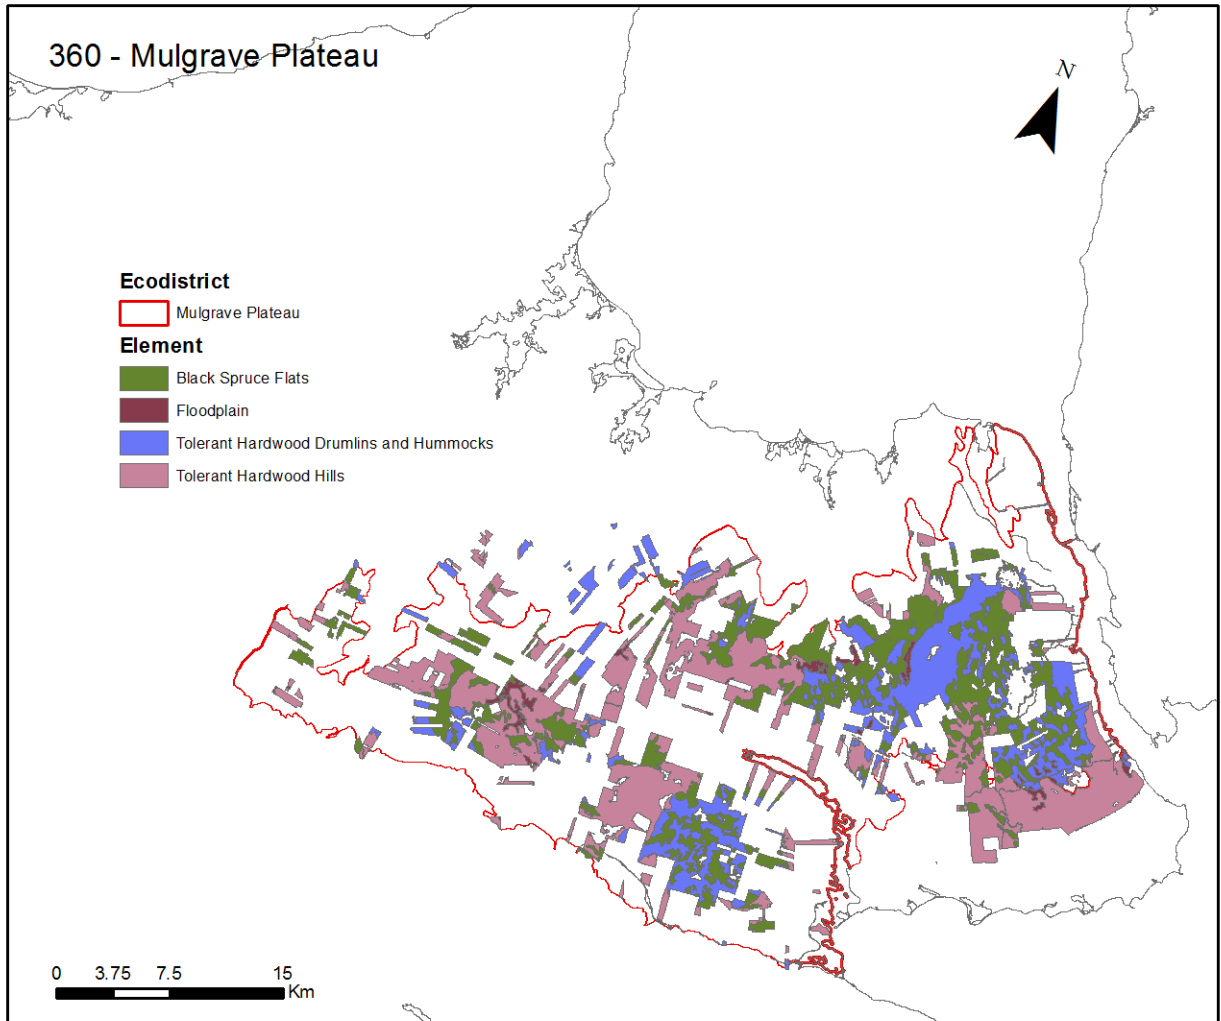 360 - Mulgrave Plateau
N
Ecodistrict
Mulgrave Plateau
Element
Black Spruce Flats
Floodplain
Tolerant Hardwood Drumlins and Hummocks
Tolerant Hardwood Hills
0 3.75 7.5 15
Km